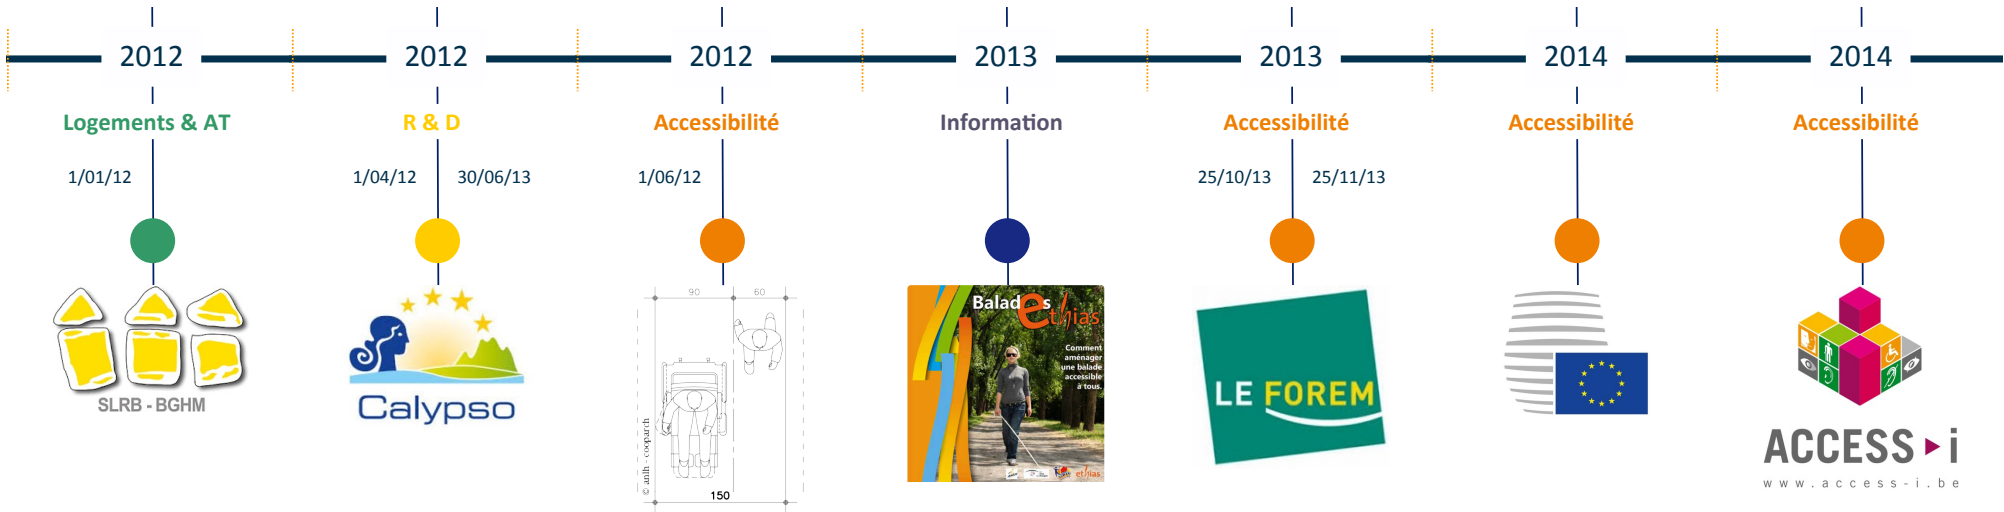 2012
2012
2012
2013
2013
2014
2014
Logements & AT
R & D
Accessibilité
Information
Accessibilité
Accessibilité
Accessibilité
1/01/12
1/04/12
30/06/13
1/06/12
25/10/13
25/11/13
SLRB - BGHM
Calypso
90
60
© anlh - cooparch
150
Balades
ethias
Comment
aménager
une balade
accessible
à tous.
ethias
LE FOREM
ACCESS i
www.access-i.be